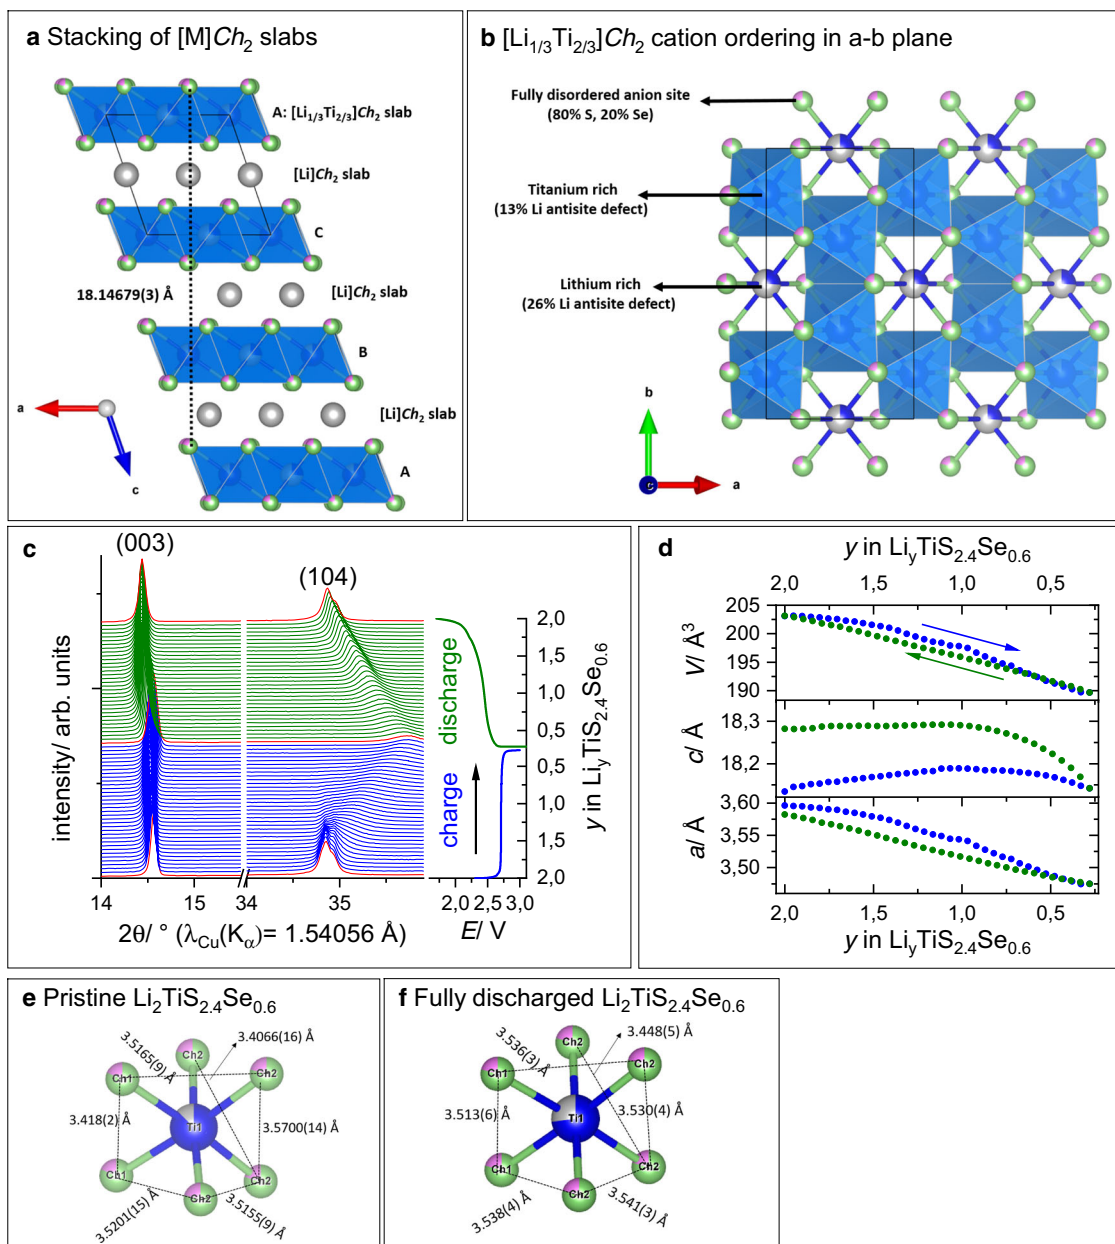 a Stacking of [M]Ch₂ slabs
A: [Li₁/₃Ti₂/₃]Ch₂ slab
[Li]Ch₂ slab
C
18.14679(3) Å
[Li]Ch₂ slab
B
a
[Li]Ch₂ slab
c
A
b [Li₁/₃Ti₂/₃]Ch₂ cation ordering in a-b plane
Fully disordered anion site
(80% S, 20% Se)
Titanium rich
(13% Li antisite defect)
Lithium rich
(26% Li antisite defect)
b
c
a
c
(003)
(104)
intensity/ arb. units
14
15
35
2θ/ ° (λCu(Kα)= 1.54056 Å)
discharge
charge
2,0
1,5
1,0
0,5
0,5
1,0
1,5
2,0
y in LiyTiS₂.₄Se₀.₆
2,0 2,5 3,0
E/ V
d
y in LiyTiS₂.₄Se₀.₆
2,0 1,5 1,0 0,5
205
200
195
190
V/ Å³
18,3
18,2
c/ Å
3,60
3,55
3,50
a/ Å
2,0 1,5 1,0 0,5
y in LiyTiS₂.₄Se₀.₆
e Pristine Li₂TiS₂.₄Se₀.₆
3.5165(9) Å
3.4066(16) Å
Ch2
Ch1
Ch2
3.418(2) Å
Ti1
3.5700(14) Å
Ch1
Ch2
Ch2
3.5201(15) Å
3.5155(9) Å
f Fully discharged Li₂TiS₂.₄Se₀.₆
3.536(3) Å
3.448(5) Å
Ch2
Ch1
Ch2
3.513(6) Å
Ti1
3.530(4) Å
Ch1
Ch2
Ch2
3.538(4) Å
3.541(3) Å